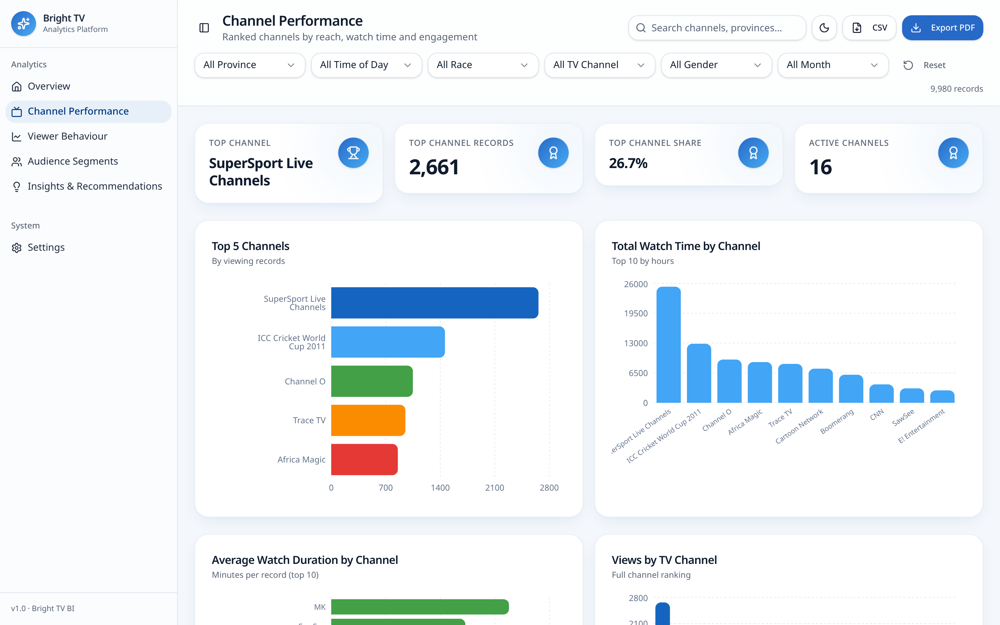 Bright TV
Analytics Platform
Analytics
Overview
Channel Performance
Viewer Behaviour
Audience Segments
Insights & Recommendations
System
Settings
v1.0 · Bright TV BI
Channel Performance
Ranked channels by reach, watch time and engagement
Search channels, provinces...
CSV
Export PDF
All Province
All Time of Day
All Race
All TV Channel
All Gender
All Month
Reset
9,980 records
TOP CHANNEL
SuperSport Live
Channels
TOP CHANNEL RECORDS
2,661
TOP CHANNEL SHARE
26.7%
ACTIVE CHANNELS
16
Top 5 Channels
By viewing records
SuperSport Live
Channels
ICC Cricket World
Cup 2011
Channel O
Trace TV
Africa Magic
0
700
1400
2100
2800
Total Watch Time by Channel
Top 10 by hours
26000
19500
13000
6500
0
erSport Live Channels
ICC Cricket World Cup 2011
Channel O
Africa Magic
Trace TV
Cartoon Network
Boomerang
CNN
SawSee
E! Entertainment
Average Watch Duration by Channel
Minutes per record (top 10)
MK
Views by TV Channel
Full channel ranking
2800
2100